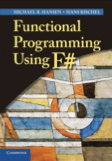 MICHAEL R. HANSEN · HANS RISCHEL
Functional
Programming
Using F#
CAMBRIDGE